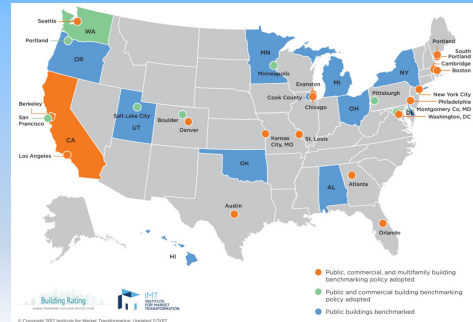 Seattle
WA
Portland
OR
MN
Minneapolis
Portland
South
Portland
Cambridge
Boston
NY
MI
Evanston
Cook County
Chicago
New York City
Philadelphia
Pittsburgh
OH
Montgomery Co, MD
DE
Washington, DC
Berkeley
San
Francisco
CA
Los Angeles
Salt Lake City
UT
Boulder
Denver
Kansas
City, MO
St. Louis
OK
AL
Atlanta
Austin
Orlando
HI
Public, commercial, and multifamily building
benchmarking policy adopted
Public and commercial building benchmarking
policy adopted
Public buildings benchmarked
Building Rating
IMT
INSTITUTE
FOR MARKET
TRANSFORMATION
© Copyright 2017 Institute for Market Transformation. Updated 2/2017